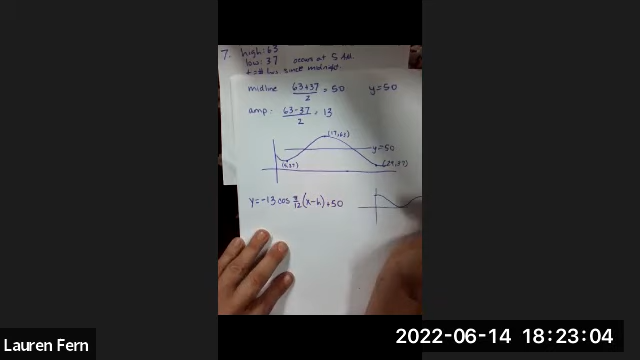 7. high: 63
low: 37 occurs at 5 AM.
t = # hrs. since midnight.
midline 63+37/2 = 50 y=50
amp: 63-37/2 = 13
(17,63)
y=50
(5,37)
(29,37)
y=-13 cos π/12 (x-h)+50
Lauren Fern
2022-06-14 18:23:04